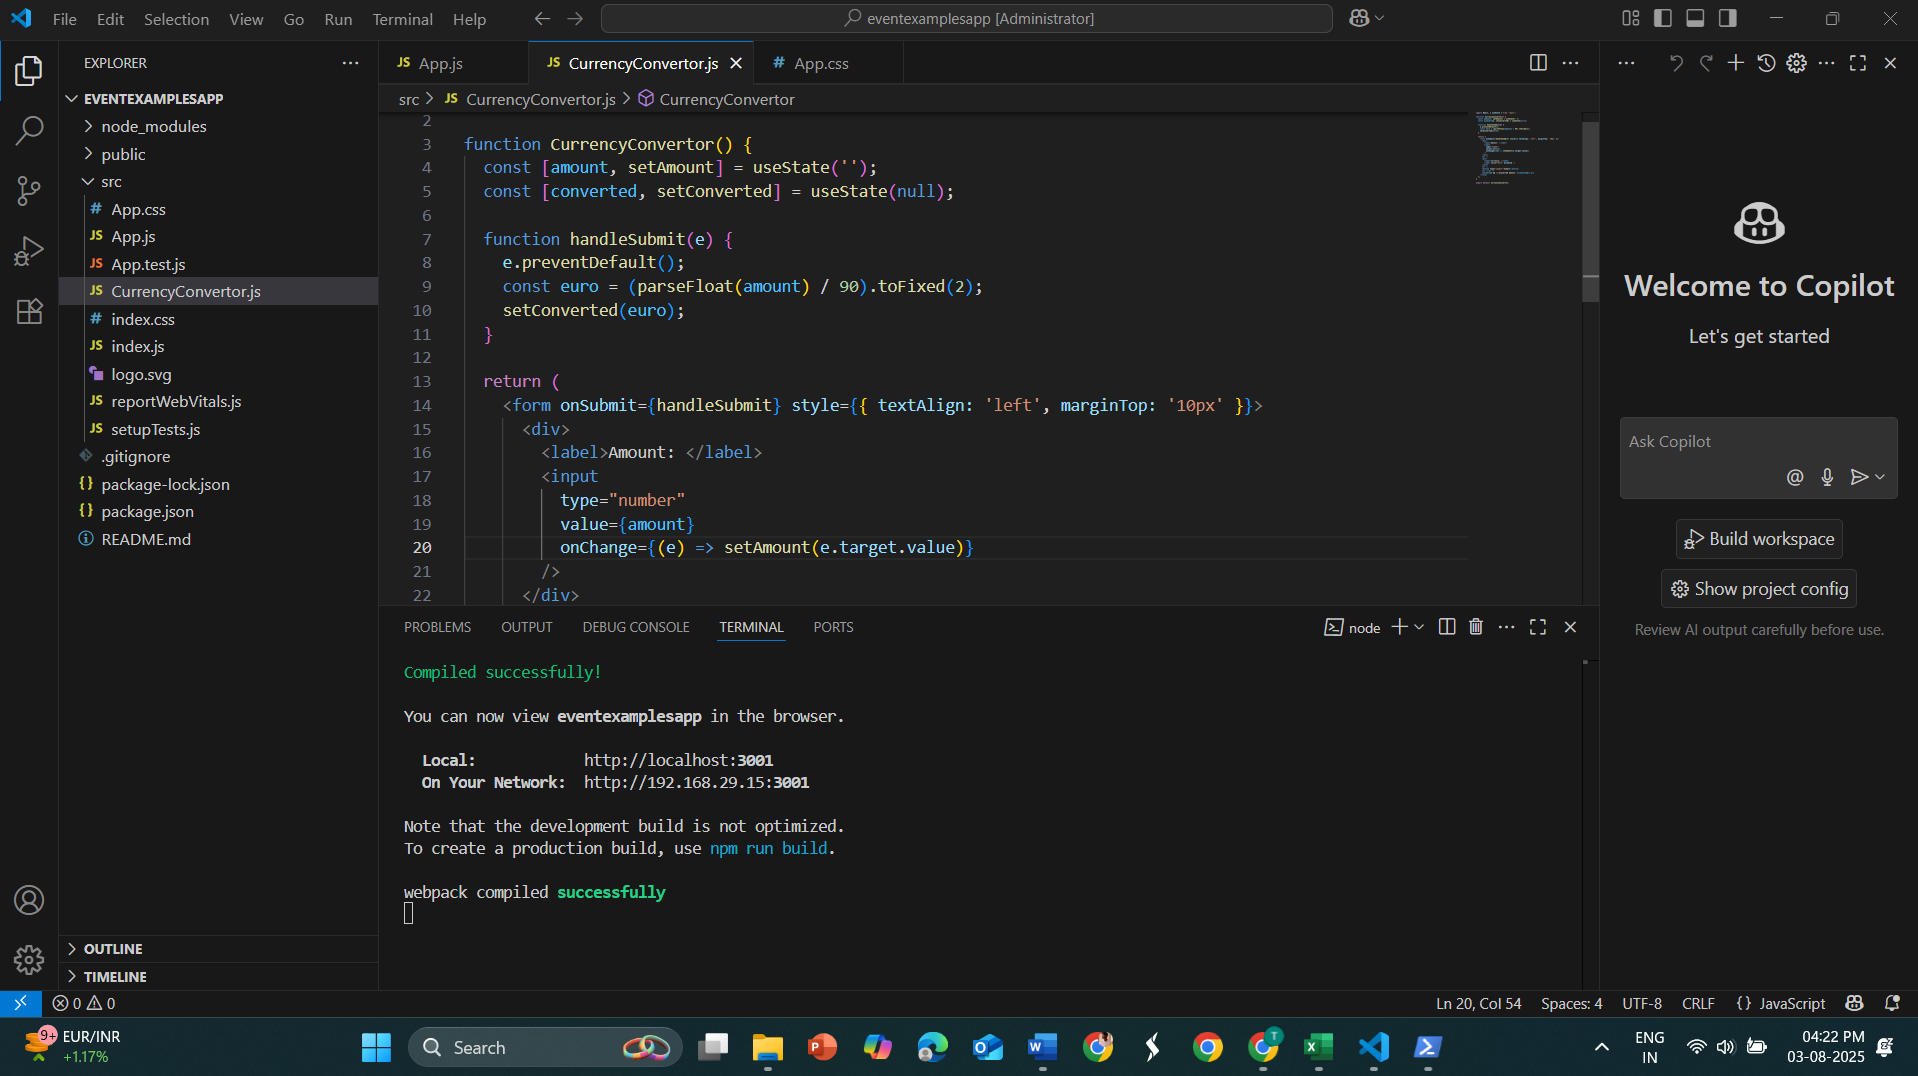 File Edit Selection View Go Run Terminal Help
eventexamplesapp [Administrator]
EXPLORER
EVENTEXAMPLESAPP
node_modules
public
src
# App.css
JS App.js
JS App.test.js
JS CurrencyConvertor.js
# index.css
JS index.js
logo.svg
JS reportWebVitals.js
JS setupTests.js
.gitignore
{} package-lock.json
{} package.json
README.md
OUTLINE
TIMELINE
JS App.js
JS CurrencyConvertor.js
# App.css
src > JS CurrencyConvertor.js > CurrencyConvertor
2
3 function CurrencyConvertor() {
4 const [amount, setAmount] = useState('');
5 const [converted, setConverted] = useState(null);
6
7 function handleSubmit(e) {
8 e.preventDefault();
9 const euro = (parseFloat(amount) / 90).toFixed(2);
10 setConverted(euro);
11 }
12
13 return (
14 <form onSubmit={handleSubmit} style={{ textAlign: 'left', marginTop: '10px' }}>
15 <div>
16 <label>Amount: </label>
17 <input
18 type="number"
19 value={amount}
20 onChange={(e) => setAmount(e.target.value)}
21 />
22 </div>
PROBLEMS OUTPUT DEBUG CONSOLE TERMINAL PORTS
node
Compiled successfully!
You can now view eventexamplesapp in the browser.
Local: http://localhost:3001
On Your Network: http://192.168.29.15:3001
Note that the development build is not optimized.
To create a production build, use npm run build.
webpack compiled successfully
Welcome to Copilot
Let's get started
Ask Copilot
@
Build workspace
Show project config
Review AI output carefully before use.
0 0
Ln 20, Col 54 Spaces: 4 UTF-8 CRLF {} JavaScript
9+
EUR/INR
+1.17%
Search
ENG
IN
04:22 PM
03-08-2025